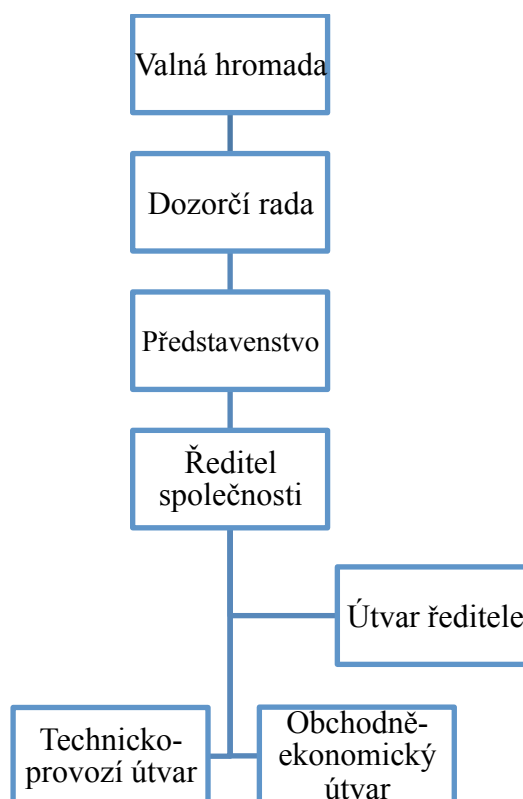 Valná hromada
Dozorčí rada
Představenstvo
Ředitel
společnosti
Útvar ředitele
Technicko-
provozí útvar
Obchodně-
ekonomický
útvar